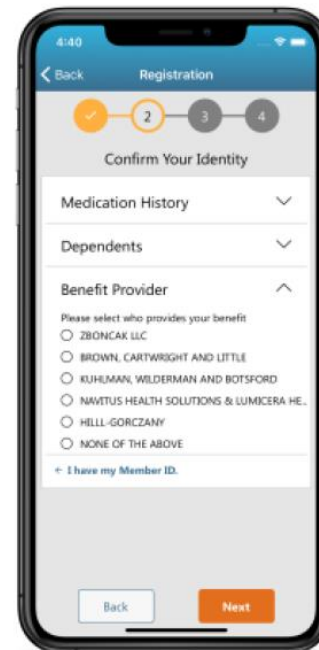 4:40
Back Registration
2 3 4
Confirm Your Identity
Medication History
Dependents
Benefit Provider
Please select who provides your benefit
ZBONCAK LLC
BROWN, CARTWRIGHT AND LITTLE
KUHLMAN, WILDERMAN AND BOTSFORD
NAVITUS HEALTH SOLUTIONS & LUMICERA HE..
HILLL-GORCZANY
NONE OF THE ABOVE
← I have my Member ID.
Back Next